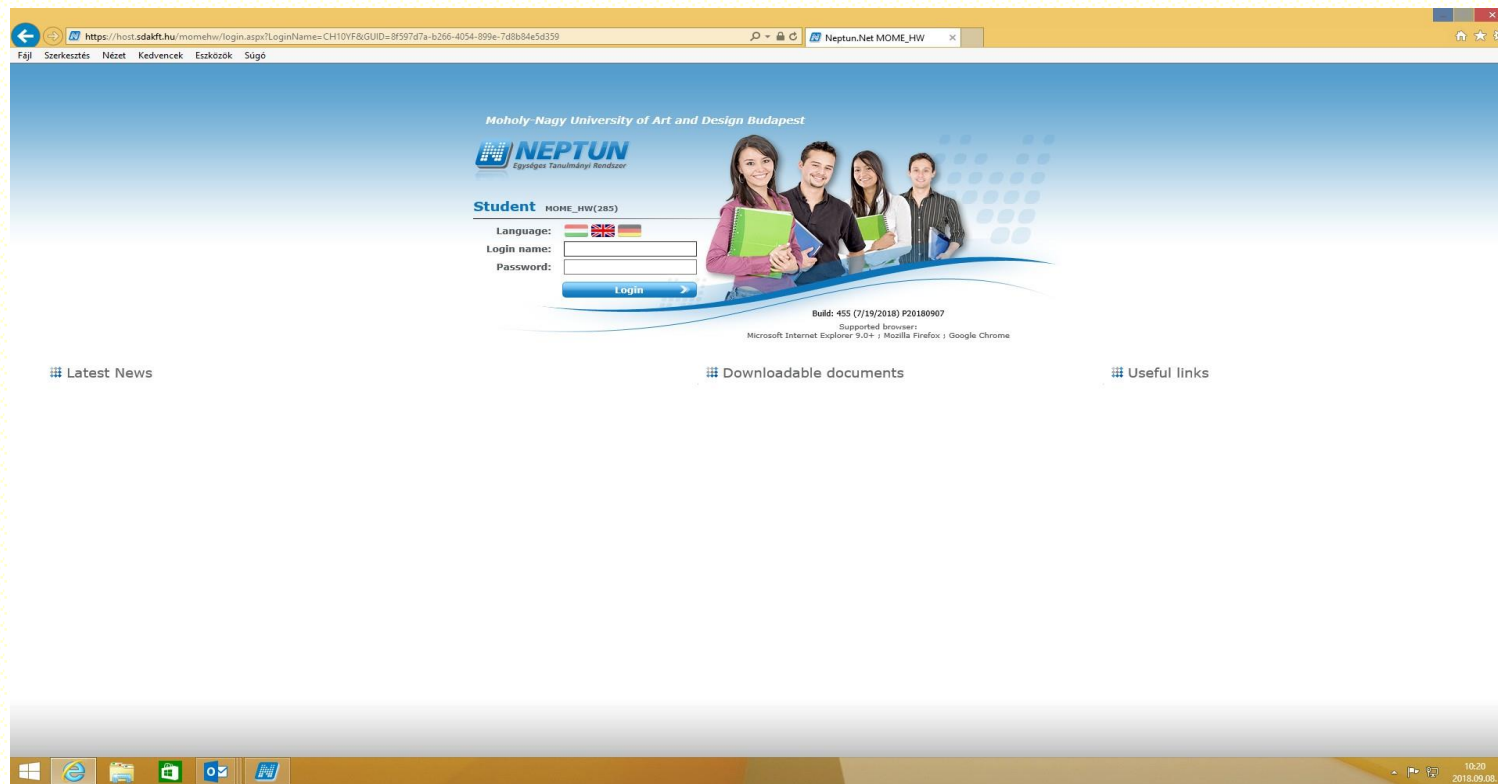 https://host.sdakft.hu/momehw/login.aspx?LoginName=CH10YF&GUID=8f597d7a-b266-4054-899e-7d8b84e5d359
Neptun.Net MOME_HW
Fájl Szerkesztés Nézet Kedvencek Eszközök Súgó
Moholy-Nagy University of Art and Design Budapest
NEPTUN
Egységes Tanulmányi Rendszer
Student MOME_HW(285)
Language:
Login name:
Password:
Login
Build: 455 (7/19/2018) P20180907
Supported browser:
Microsoft Internet Explorer 9.0+ ; Mozilla Firefox ; Google Chrome
Latest News Downloadable documents Useful links
10:20
2018.09.08.